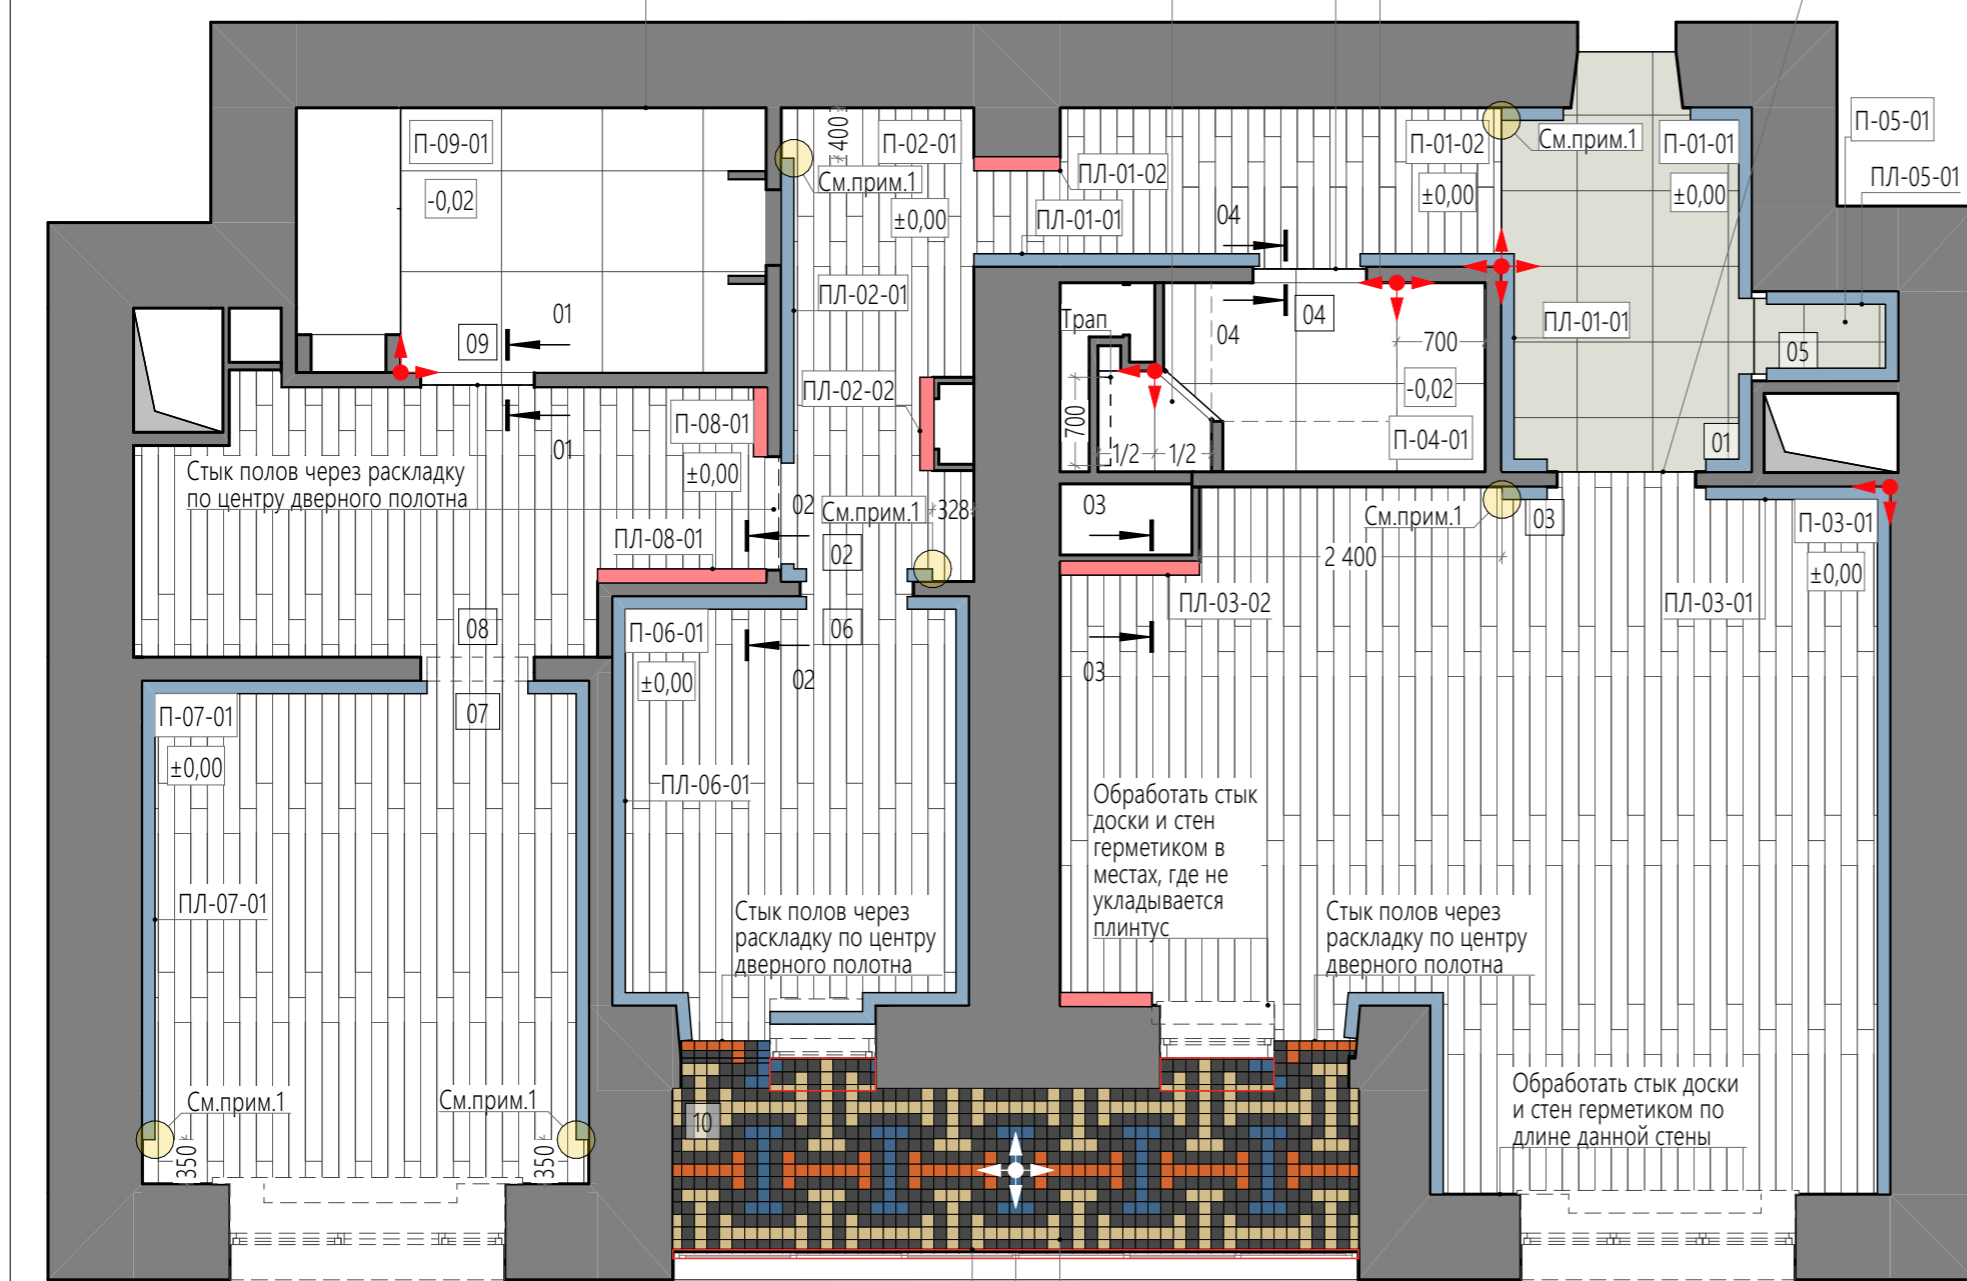 П-09-01
-0,02
400
П-02-01
См.прим.1
±0,00
ПЛ-01-02
ПЛ-01-01
П-01-02
±0,00
См.прим.1
П-01-01
±0,00
П-05-01
ПЛ-05-01
04
04
04
01
09
01
ПЛ-02-01
ПЛ-02-02
Трап
700
1/2
1/2
700
-0,02
П-04-01
ПЛ-01-01
05
01
П-08-01
±0,00
Стык полов через раскладку
по центру дверного полотна
02
См.прим.1
328
02
ПЛ-08-01
03
См.прим.1
03
2 400
П-03-01
±0,00
ПЛ-03-02
ПЛ-03-01
03
08
П-06-01
±0,00
06
02
07
П-07-01
±0,00
ПЛ-06-01
ПЛ-07-01
Обработать стык
доски и стен
герметиком в
местах, где не
укладывается
плинтус
Стык полов через
раскладку по центру
дверного полотна
Стык полов через
раскладку по центру
дверного полотна
См.прим.1
350
См.прим.1
350
10
Обработать стык доски
и стен герметиком по
длине данной стены